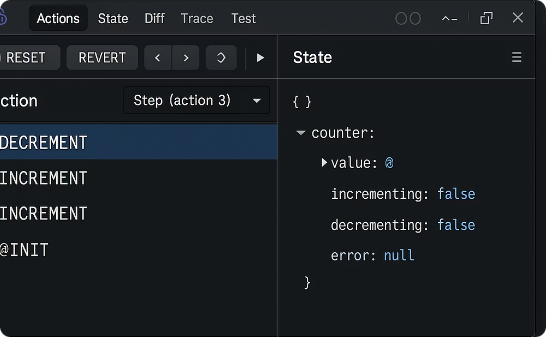 Actions State Diff Trace Test
RESET REVERT < >
State
ction Step (action 3)
{ }
counter:
DECREMENT
value: @
INCREMENT
incrementing: false
INCREMENT
decrementing: false
@INIT
error: null
}